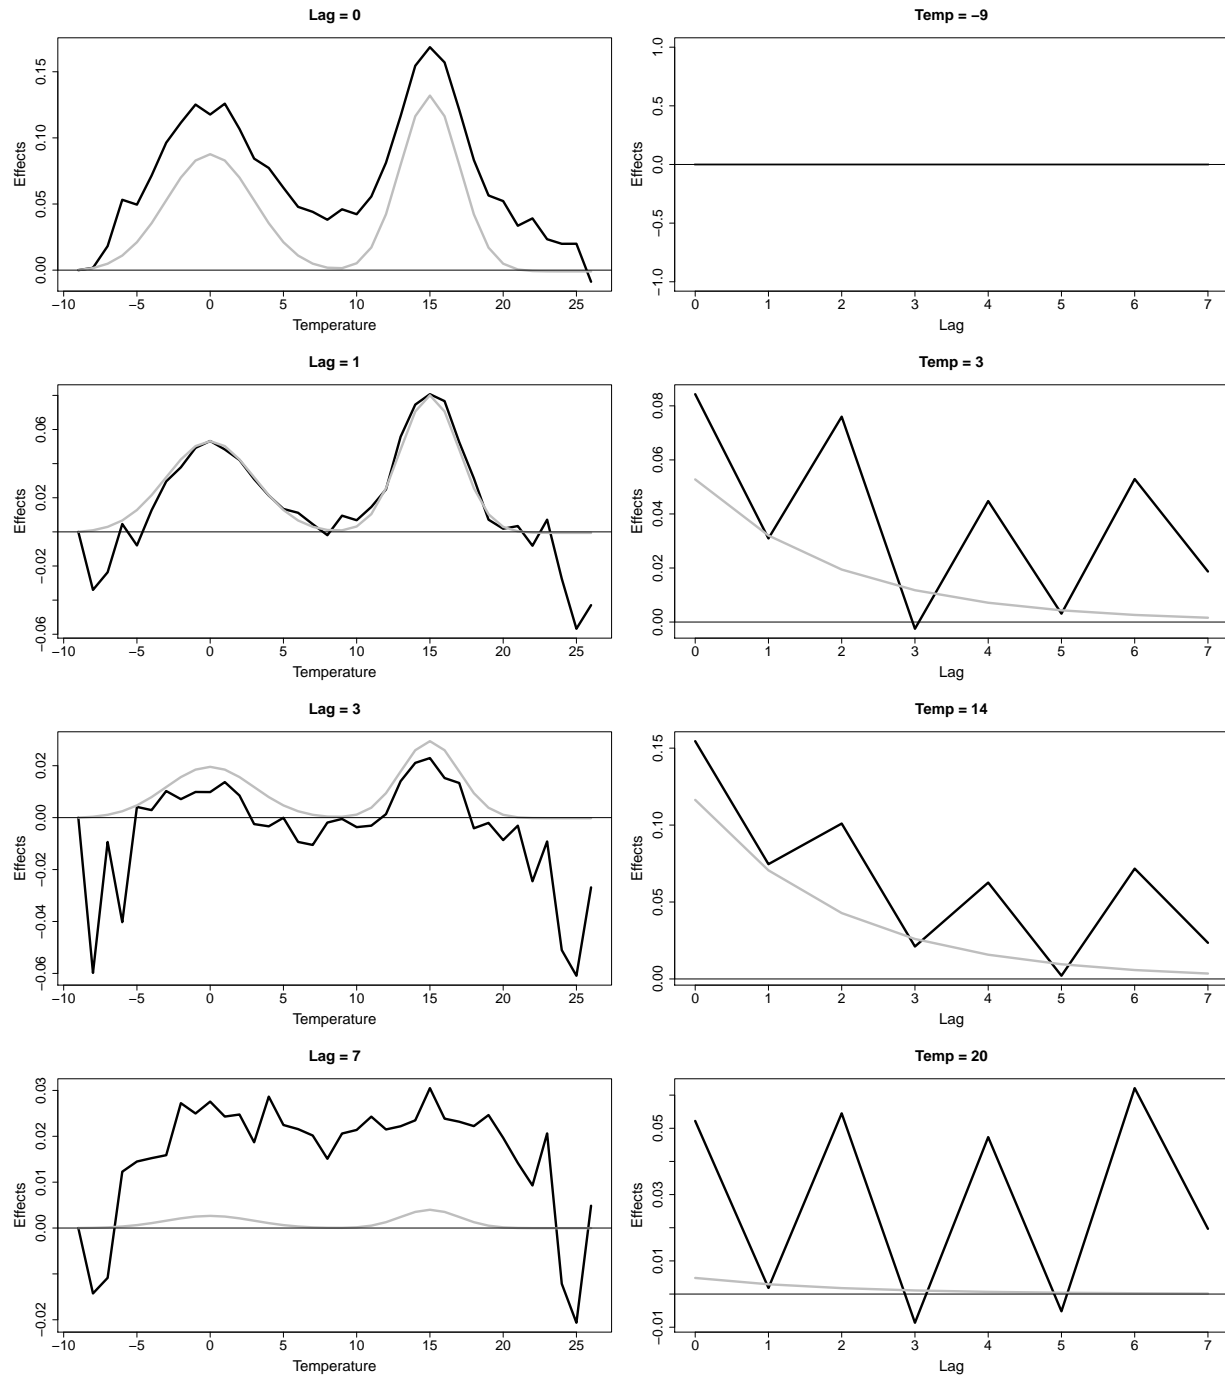 Lag = 0
Effects
0.00 0.05 0.10 0.15
−10 −5 0 5 10 15 20 25
Temperature
Temp = −9
Effects
−1.0 −0.5 0.0 0.5 1.0
0 1 2 3 4 5 6 7
Lag
Lag = 1
Effects
−0.06 −0.02 0.02 0.06
−10 −5 0 5 10 15 20 25
Temperature
Temp = 3
Effects
0.00 0.02 0.04 0.06 0.08
0 1 2 3 4 5 6 7
Lag
Lag = 3
Effects
−0.06 −0.04 −0.02 0.00 0.02
−10 −5 0 5 10 15 20 25
Temperature
Temp = 14
Effects
0.00 0.05 0.10 0.15
0 1 2 3 4 5 6 7
Lag
Lag = 7
Effects
−0.02 0.00 0.01 0.02 0.03
−10 −5 0 5 10 15 20 25
Temperature
Temp = 20
Effects
−0.01 0.01 0.03 0.05
0 1 2 3 4 5 6 7
Lag